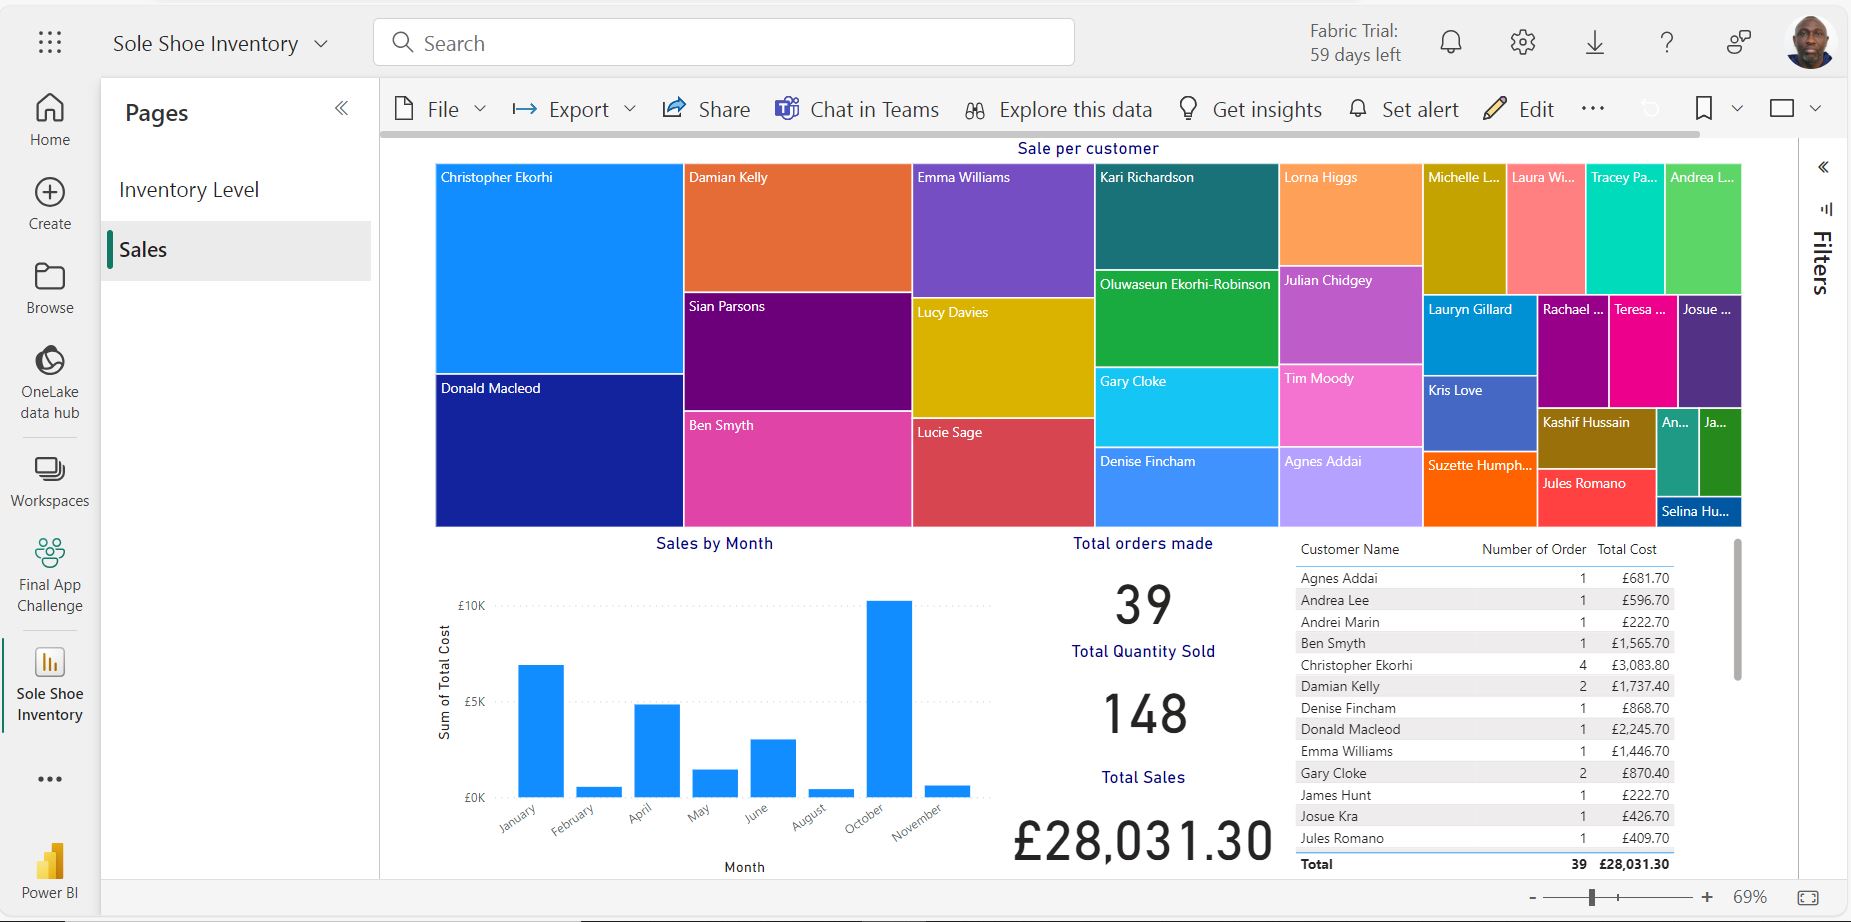 Sole Shoe Inventory
Search
Fabric Trial:
59 days left
Home
Create
Browse
OneLake
data hub
Workspaces
Final App
Challenge
Sole Shoe
Inventory
Power BI
Pages
Inventory Level
Sales
File
Export
Share
Chat in Teams
Explore this data
Get insights
Set alert
Edit
Filters
Sale per customer
Christopher Ekorhi
Donald Macleod
Damian Kelly
Sian Parsons
Ben Smyth
Emma Williams
Lucy Davies
Lucie Sage
Kari Richardson
Oluwaseun Ekorhi-Robinson
Gary Cloke
Denise Fincham
Lorna Higgs
Julian Chidgey
Tim Moody
Agnes Addai
Michelle L...
Laura Wi...
Tracey Pa...
Andrea L...
Lauryn Gillard
Kris Love
Suzette Humph...
Rachael ...
Teresa ...
Josue ...
Kashif Hussain
Jules Romano
An...
Ja...
Selina Hu...
Sales by Month
Sum of Total Cost
£10K
£5K
£0K
January
February
April
May
June
August
October
November
Month
Total orders made
39
Total Quantity Sold
148
Total Sales
£28,031.30
Customer Name Number of Order Total Cost
Agnes Addai 1 £681.70
Andrea Lee 1 £596.70
Andrei Marin 1 £222.70
Ben Smyth 1 £1,565.70
Christopher Ekorhi 4 £3,083.80
Damian Kelly 2 £1,737.40
Denise Fincham 1 £868.70
Donald Macleod 1 £2,245.70
Emma Williams 1 £1,446.70
Gary Cloke 2 £870.40
James Hunt 1 £222.70
Josue Kra 1 £426.70
Jules Romano 1 £409.70
Total 39 £28,031.30
- + 69%